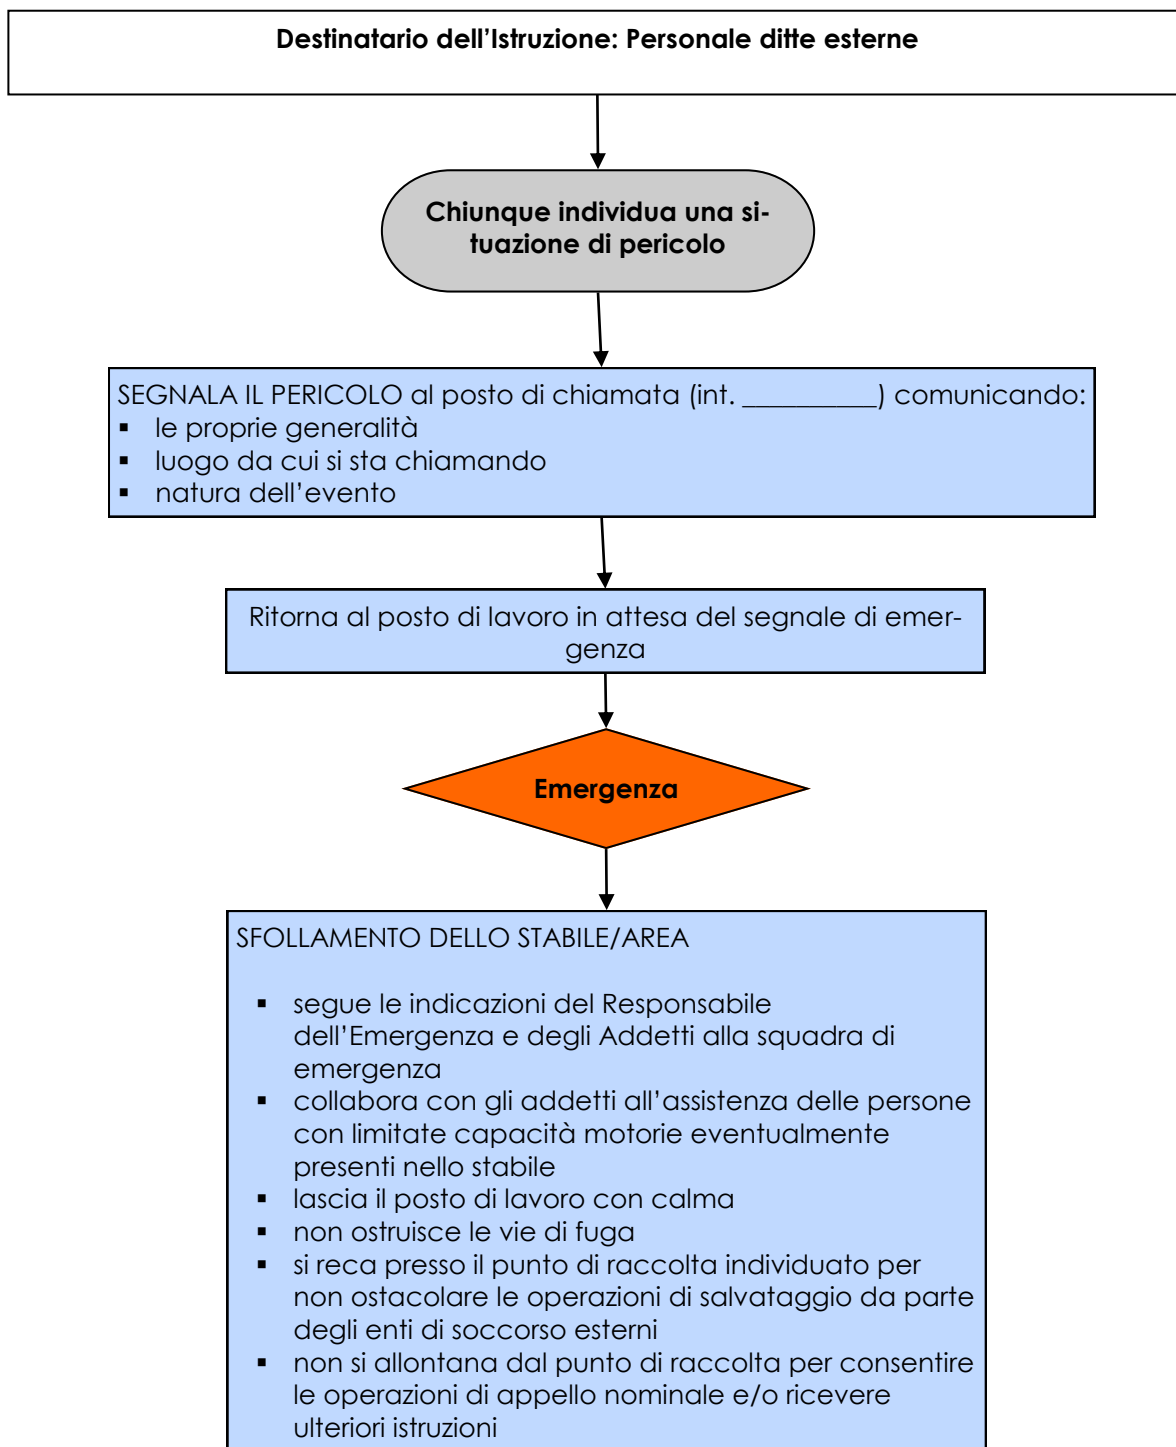 Destinatario dell’Istruzione: Personale ditte esterne
Chiunque individua una si-
tuazione di pericolo
SEGNALA IL PERICOLO al posto di chiamata (int. __________) comunicando:
▪ le proprie generalità
▪ luogo da cui si sta chiamando
▪ natura dell’evento
Ritorna al posto di lavoro in attesa del segnale di emer-
genza
Emergenza
SFOLLAMENTO DELLO STABILE/AREA
▪ segue le indicazioni del Responsabile
dell’Emergenza e degli Addetti alla squadra di
emergenza
▪ collabora con gli addetti all’assistenza delle persone
con limitate capacità motorie eventualmente
presenti nello stabile
▪ lascia il posto di lavoro con calma
▪ non ostruisce le vie di fuga
▪ si reca presso il punto di raccolta individuato per
non ostacolare le operazioni di salvataggio da parte
degli enti di soccorso esterni
▪ non si allontana dal punto di raccolta per consentire
le operazioni di appello nominale e/o ricevere
ulteriori istruzioni